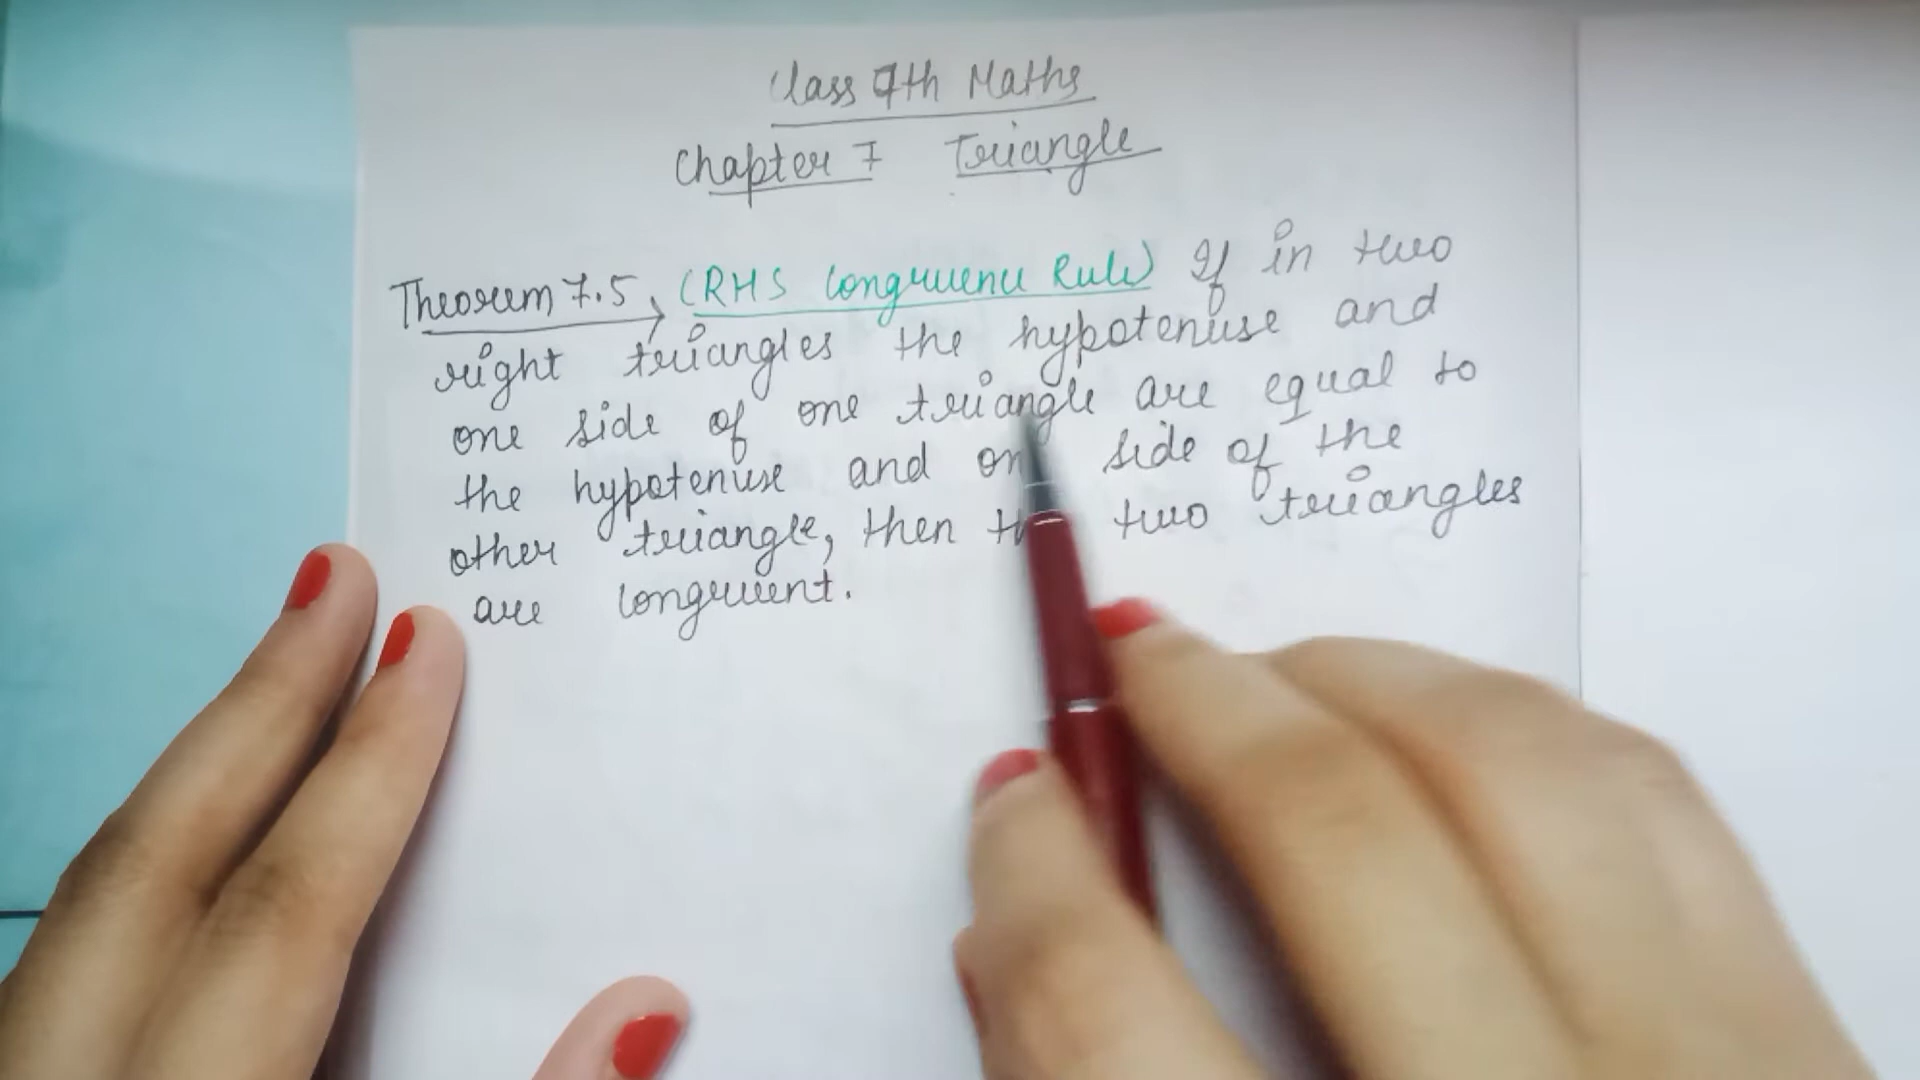 Class 9th Maths
Chapter 7 Triangle
Theorem 7.5, (RHS Congruence Rule) If in two
right triangles the hypotenuse and
one side of one triangle are equal to
the hypotenuse and side of the
other triangle, then two triangles
are congruent.